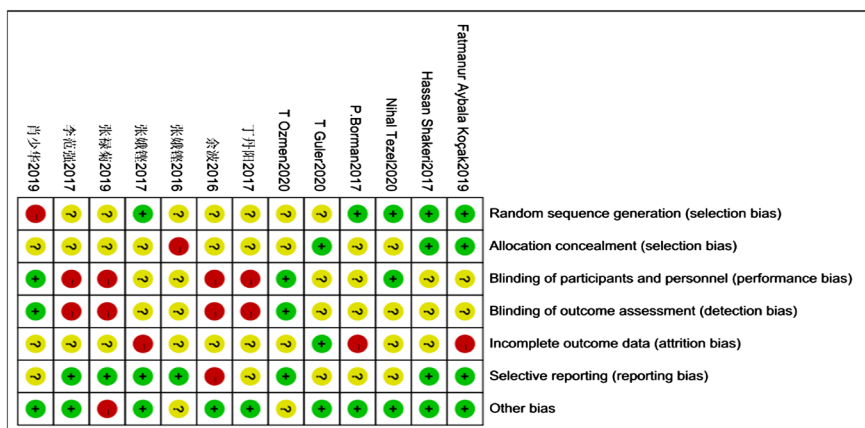 肖少华2019
李范强2017
张禄菊2019
张娥铿2017
张娥铿2016
余波2016
丁丹阳2017
T Ozmen2020
T Guler2020
P.Borman2017
Nihal Tezel2020
Hassan Shakeri2017
Fatmanur Aybala Koçak2019
Random sequence generation (selection bias)
Allocation concealment (selection bias)
Blinding of participants and personnel (performance bias)
Blinding of outcome assessment (detection bias)
Incomplete outcome data (attrition bias)
Selective reporting (reporting bias)
Other bias